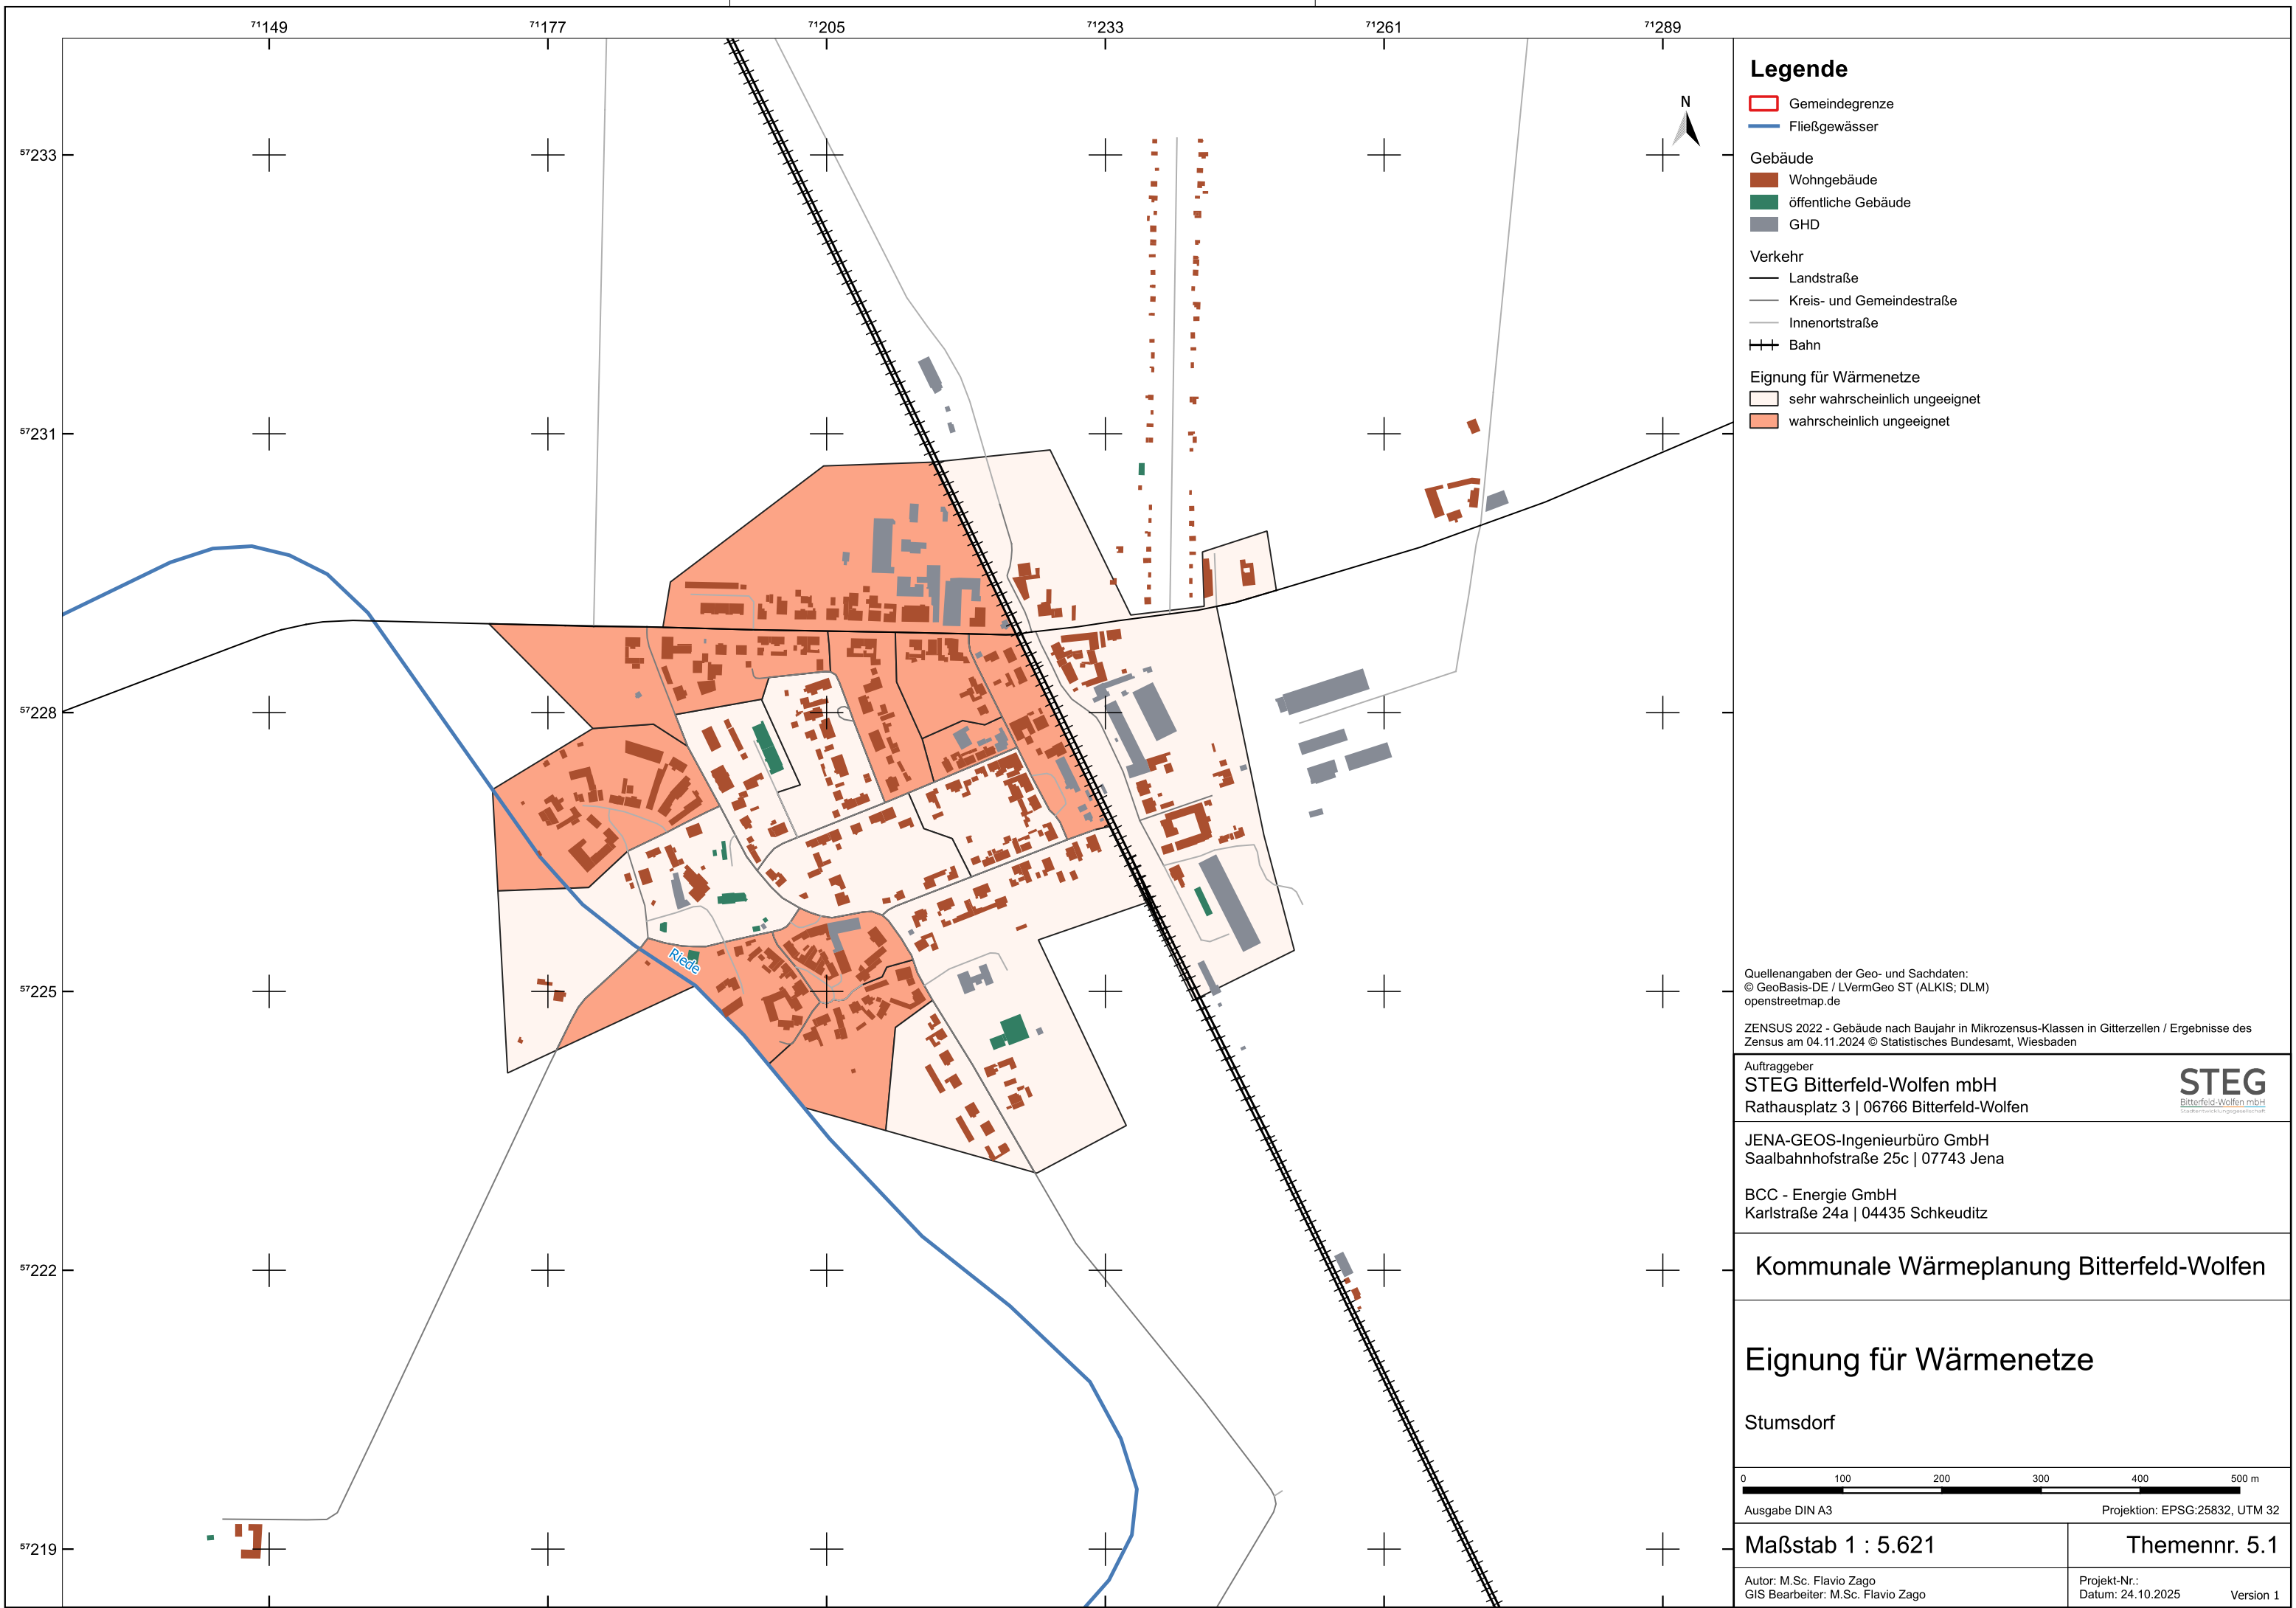 71149 71177 71205 71233 71261 71289
57233
57231
57228
57225
57222
57219
Riede
N
Legende
Gemeindegrenze
Fließgewässer
Gebäude
Wohngebäude
öffentliche Gebäude
GHD
Verkehr
Landstraße
Kreis- und Gemeindestraße
Innenortstraße
Bahn
Eignung für Wärmenetze
sehr wahrscheinlich ungeeignet
wahrscheinlich ungeeignet
Quellenangaben der Geo- und Sachdaten:
© GeoBasis-DE / LVermGeo ST (ALKIS; DLM)
openstreetmap.de
ZENSUS 2022 - Gebäude nach Baujahr in Mikrozensus-Klassen in Gitterzellen / Ergebnisse des
Zensus am 04.11.2024 © Statistisches Bundesamt, Wiesbaden
Auftraggeber
STEG Bitterfeld-Wolfen mbH
Rathausplatz 3 | 06766 Bitterfeld-Wolfen
STEG
Bitterfeld-Wolfen mbH
Stadtentwicklungsgesellschaft
JENA-GEOS-Ingenieurbüro GmbH
Saalbahnhofstraße 25c | 07743 Jena
BCC - Energie GmbH
Karlstraße 24a | 04435 Schkeuditz
Kommunale Wärmeplanung Bitterfeld-Wolfen
Eignung für Wärmenetze
Stumsdorf
0 100 200 300 400 500 m
Ausgabe DIN A3 Projektion: EPSG:25832, UTM 32
Maßstab 1 : 5.621 Themennr. 5.1
Autor: M.Sc. Flavio Zago Projekt-Nr.:
GIS Bearbeiter: M.Sc. Flavio Zago Datum: 24.10.2025 Version 1